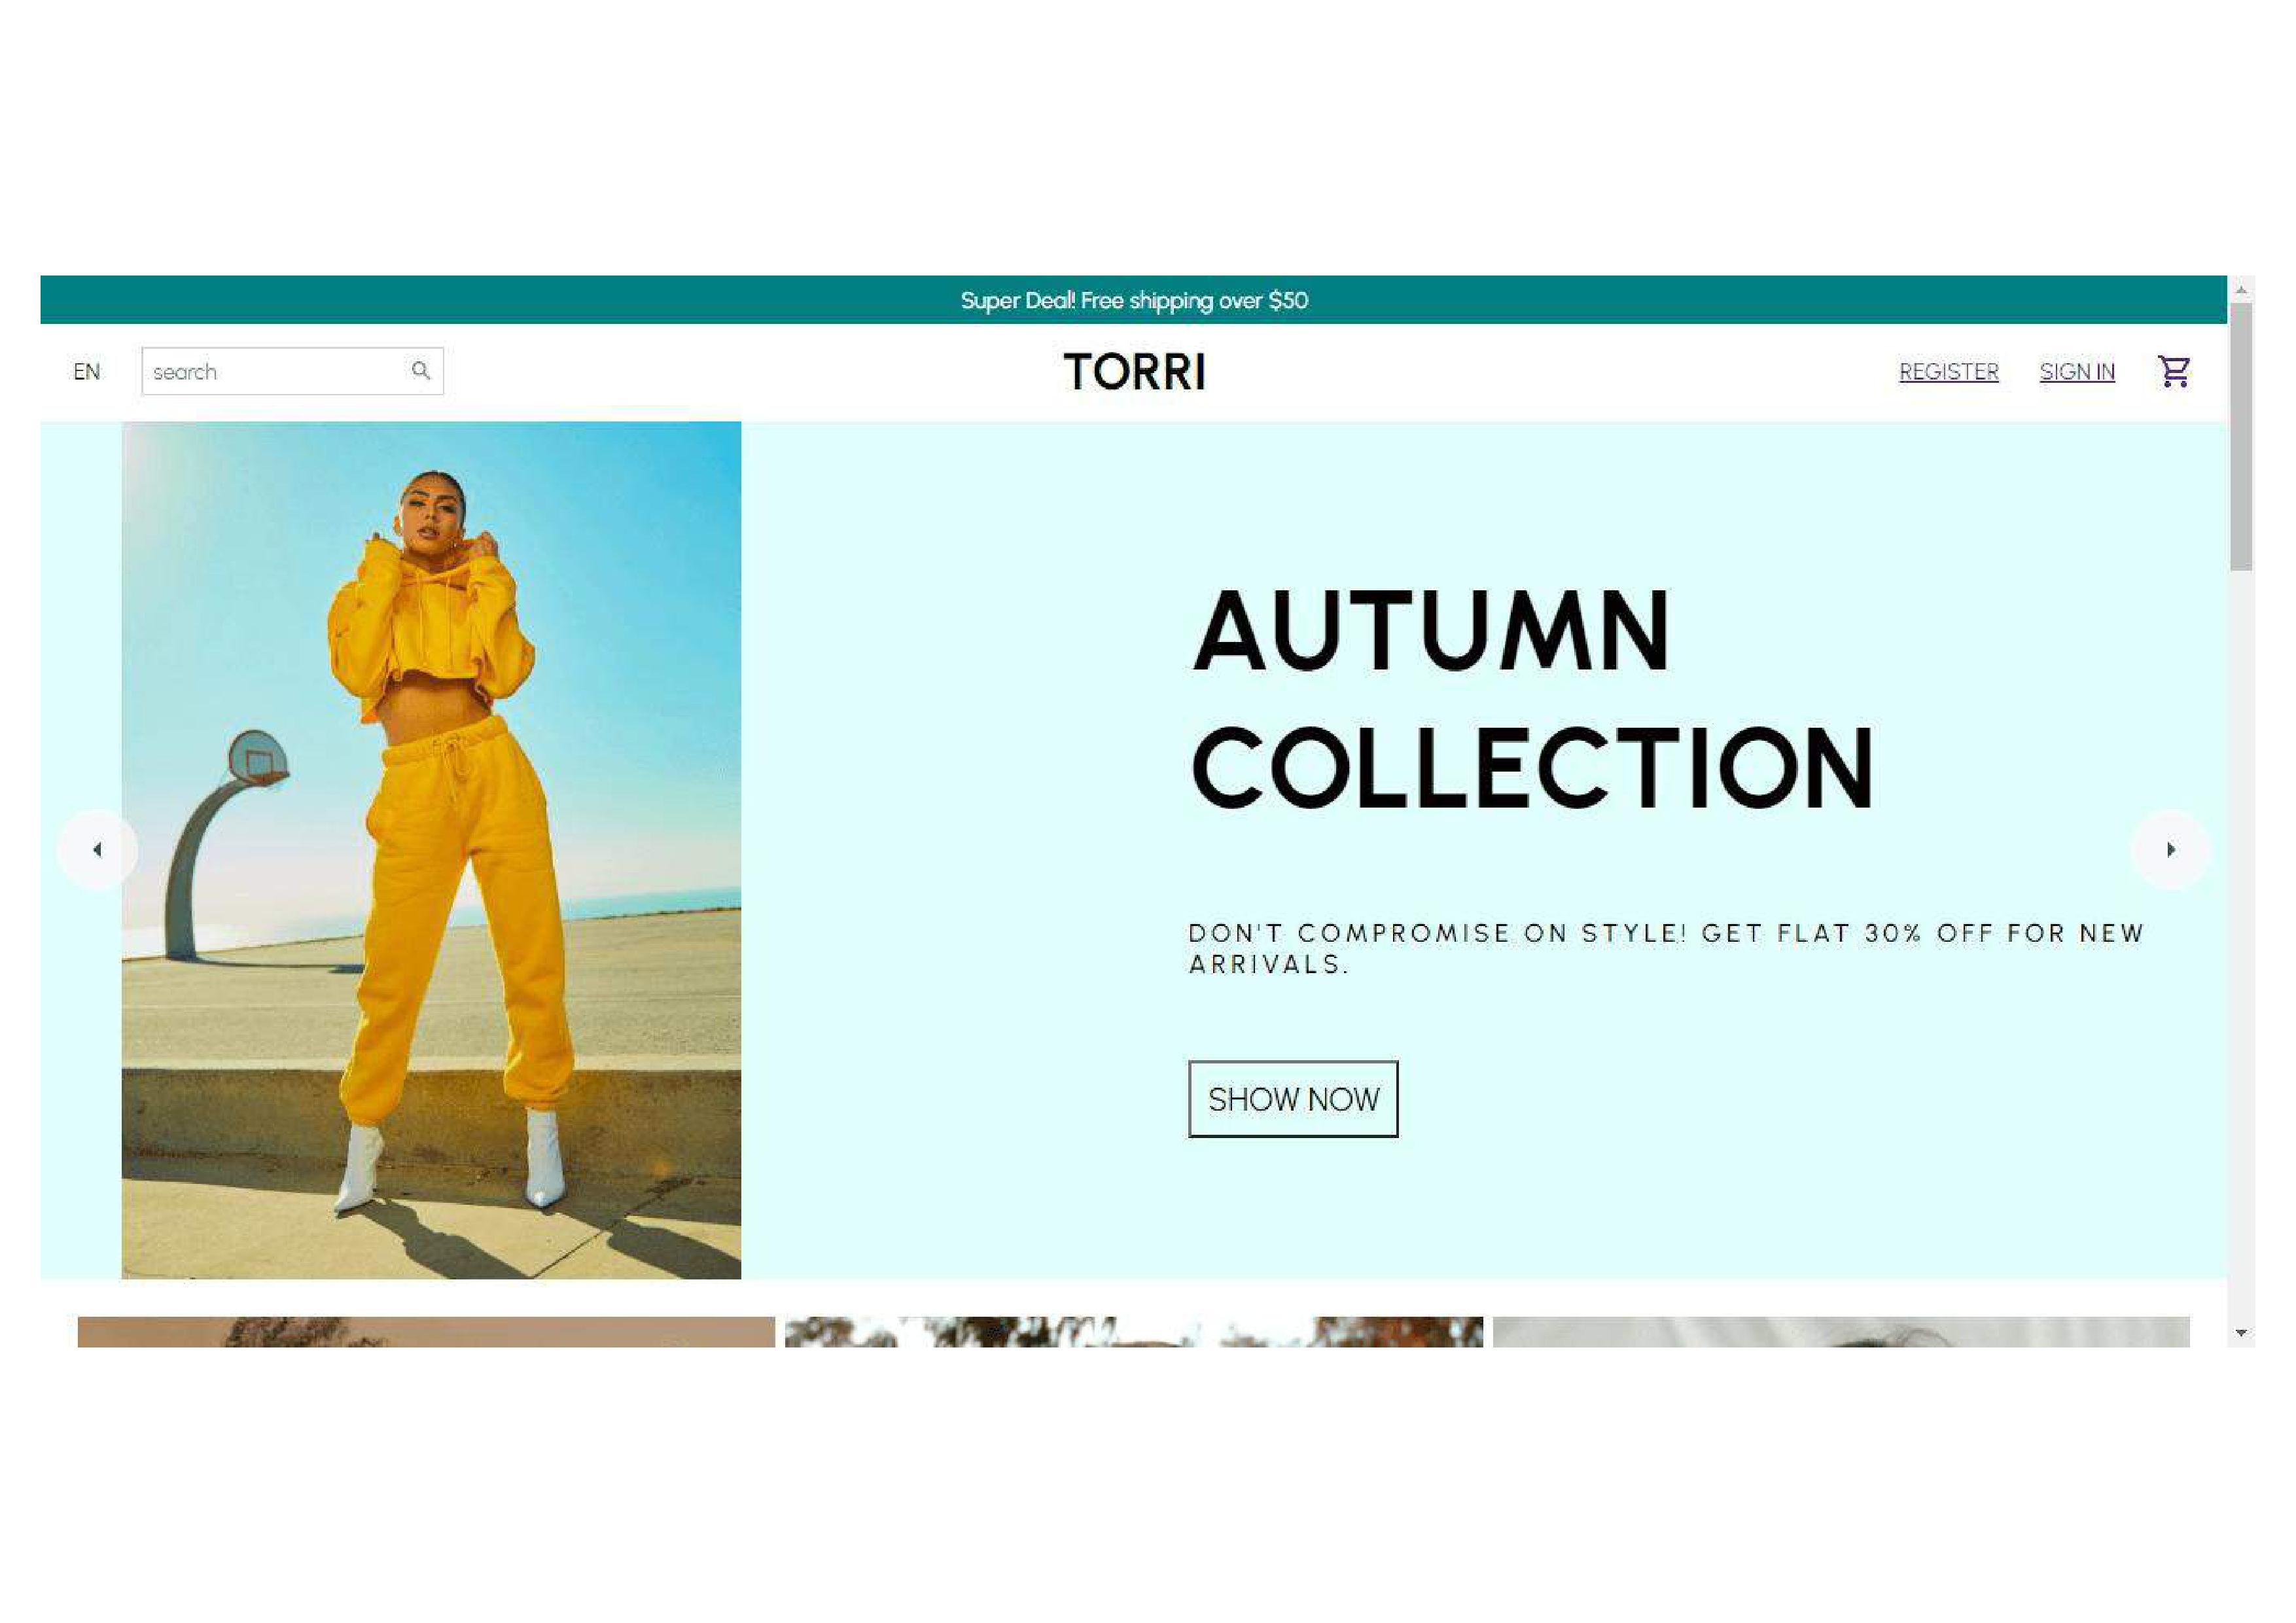 Super Deal! Free shipping over $50
EN
search
TORRI
REGISTER
SIGN IN
AUTUMN
COLLECTION
DON'T COMPROMISE ON STYLE! GET FLAT 30% OFF FOR NEW
ARRIVALS.
SHOW NOW